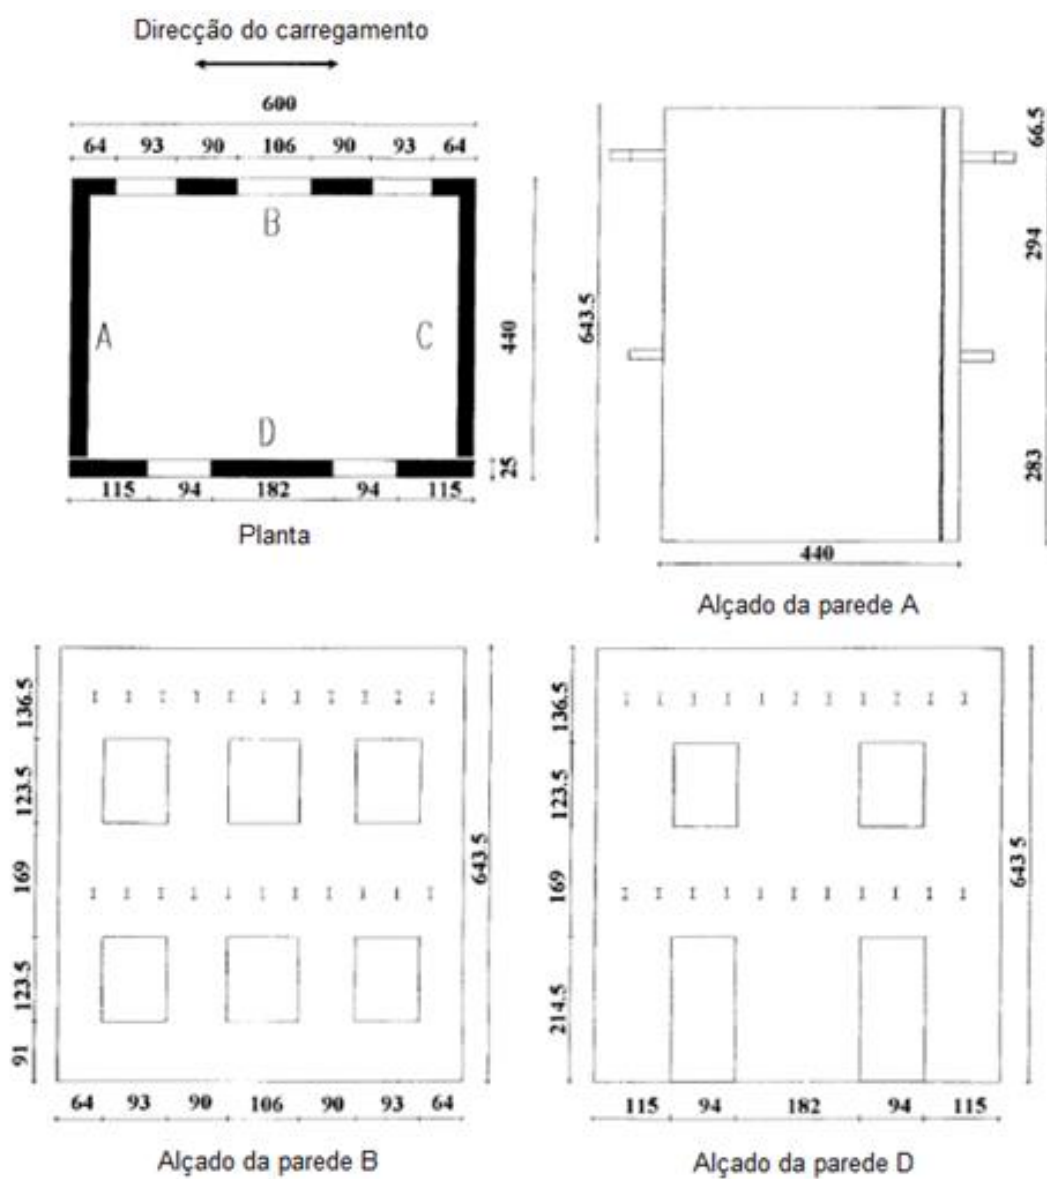 Direcção do carregamento
600
64 93 90 106 90 93 64
B
A
C
D
440
25
115 94 182 94 115
Planta
643.5
66.5
294
283
440
Alçado da parede A
136.5
123.5
169
123.5
91
643.5
64 93 90 106 90 93 64
Alçado da parede B
136.5
123.5
169
214.5
643.5
115 94 182 94 115
Alçado da parede D